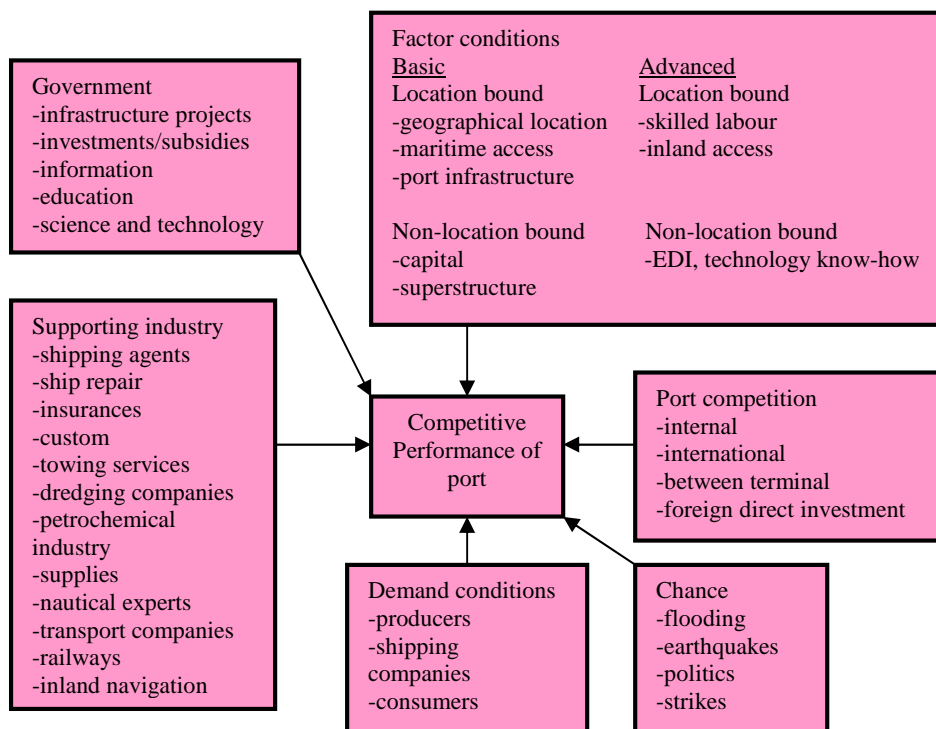 Government
-infrastructure projects
-investments/subsidies
-information
-education
-science and technology
Factor conditions
Basic
Advanced
Location bound
Location bound
-geographical location
-skilled labour
-maritime access
-inland access
-port infrastructure
Non-location bound
Non-location bound
-capital
-EDI, technology know-how
-superstructure
Supporting industry
-shipping agents
-ship repair
-insurances
-custom
-towing services
-dredging companies
-petrochemical
industry
-supplies
-nautical experts
-transport companies
-railways
-inland navigation
Competitive
Performance of
port
Port competition
-internal
-international
-between terminal
-foreign direct investment
Demand conditions
-producers
-shipping
companies
-consumers
Chance
-flooding
-earthquakes
-politics
-strikes